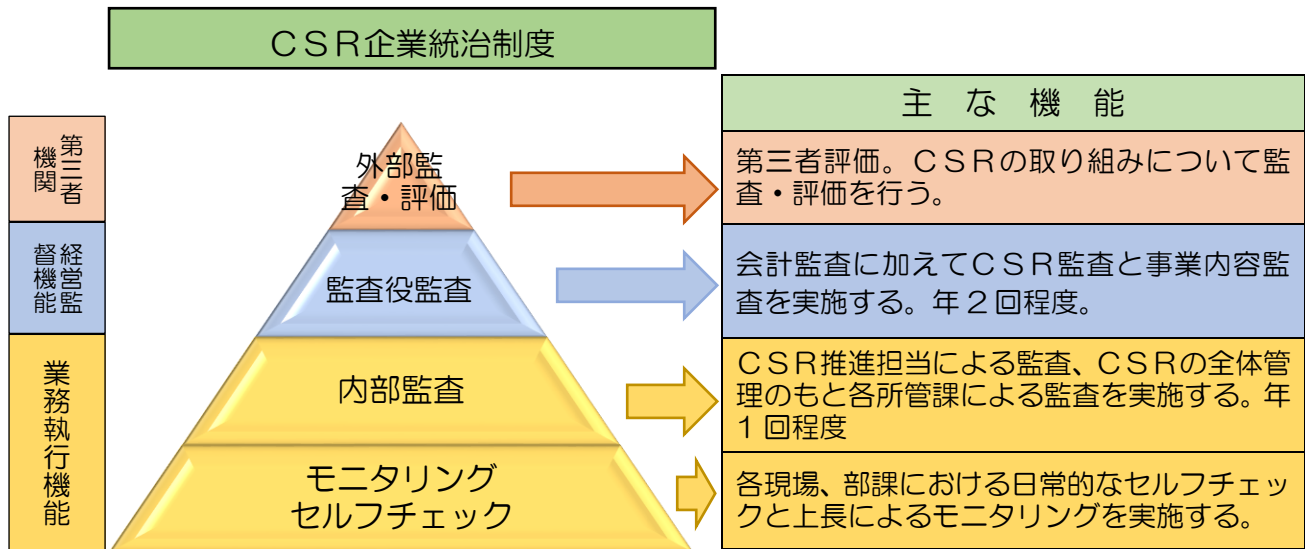 ＣＳＲ企業統治制度
主な機能
第三者
機関
外部監
査・評価
第三者評価。ＣＳＲの取り組みについて監
査・評価を行う。
経営監
督機能
監査役監査
会計監査に加えてＣＳＲ監査と事業内容監
査を実施する。年２回程度。
業務執行機能
内部監査
ＣＳＲ推進担当による監査、ＣＳＲの全体管
理のもと各所管課による監査を実施する。年
１回程度
モニタリング
セルフチェック
各現場、部課における日常的なセルフチェッ
クと上長によるモニタリングを実施する。